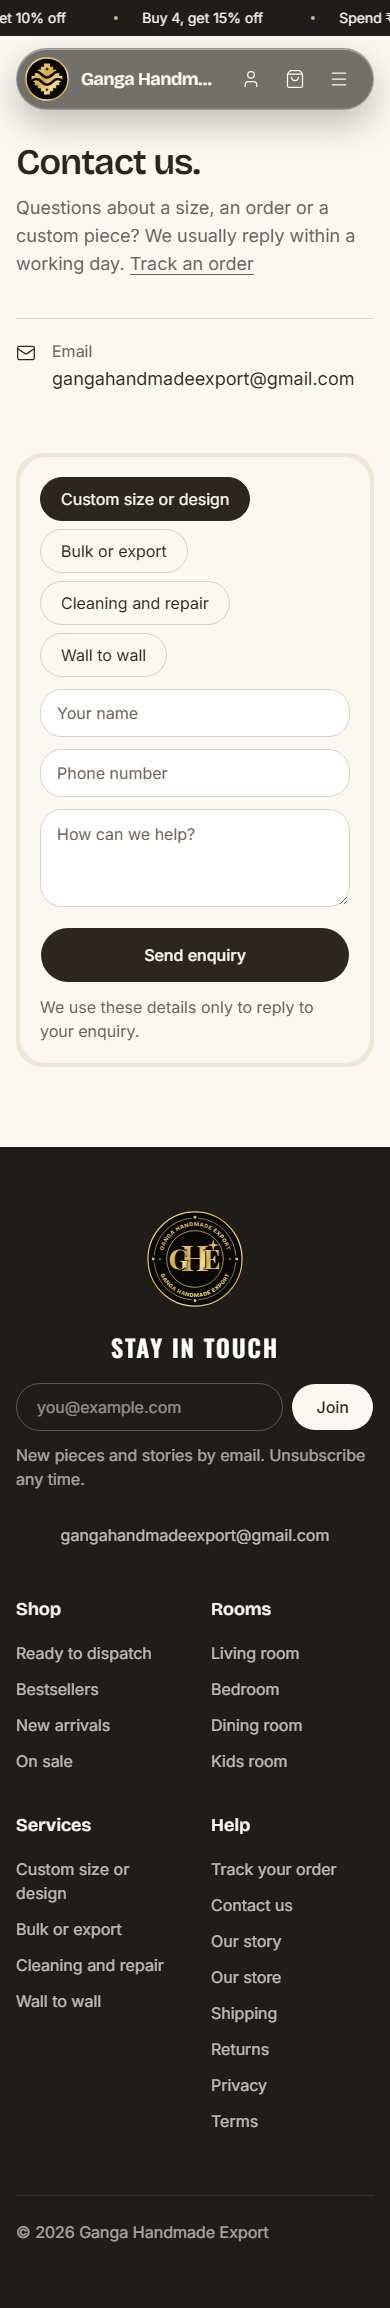 et 10% off • Buy 4, get 15% off • Spend ₹
Ganga Handm...
Contact us.
Questions about a size, an order or a
custom piece? We usually reply within a
working day. Track an order
Email
gangahandmadeexport@gmail.com
Custom size or design
Bulk or export
Cleaning and repair
Wall to wall
Your name
Phone number
How can we help?
Send enquiry
We use these details only to reply to
your enquiry.
GANGA HANDMADE EXPORT
GHE
GANGA HANDMADE EXPORT
STAY IN TOUCH
you@example.com
Join
New pieces and stories by email. Unsubscribe
any time.
gangahandmadeexport@gmail.com
Shop
Ready to dispatch
Bestsellers
New arrivals
On sale
Rooms
Living room
Bedroom
Dining room
Kids room
Services
Custom size or
design
Bulk or export
Cleaning and repair
Wall to wall
Help
Track your order
Contact us
Our story
Our store
Shipping
Returns
Privacy
Terms
© 2026 Ganga Handmade Export